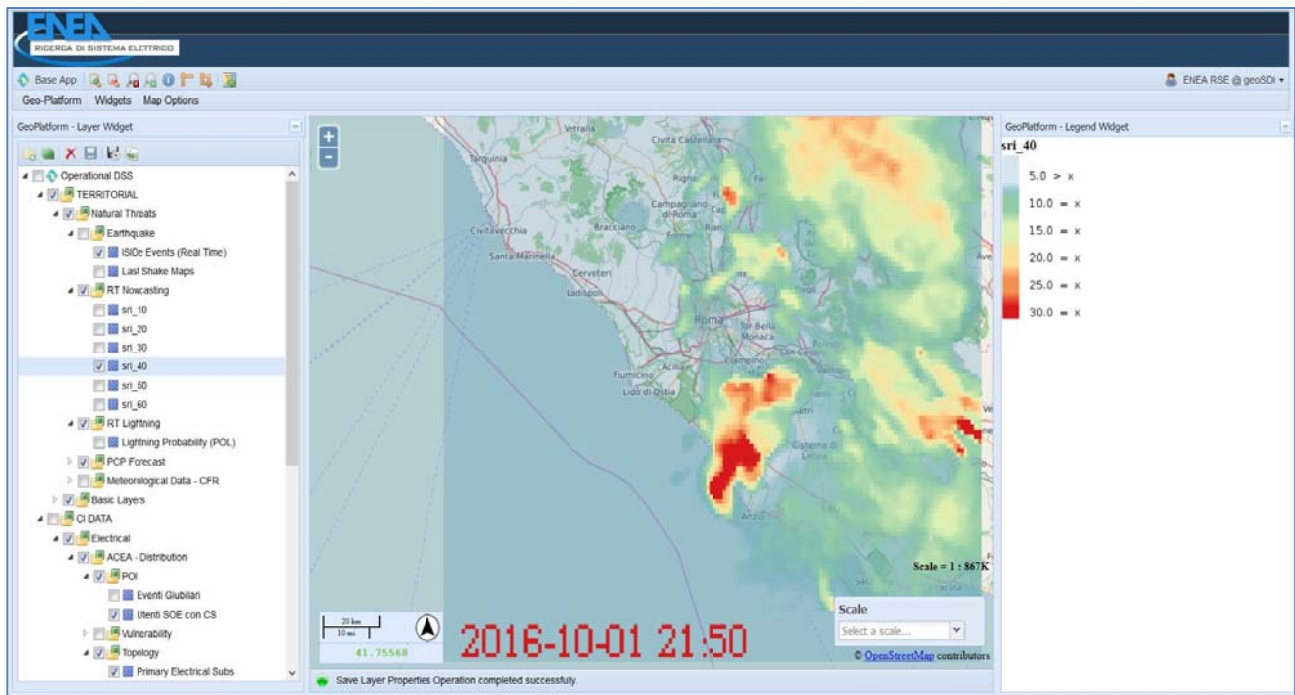 ENEA
RICERCA DI SISTEMA ELETTRICO
Base App
ENEA RSE @ geoSDI
Geo-Platform Widgets Map Options
GeoPlatform - Layer Widget
Operational DSS
TERRITORIAL
Natural Threats
Earthquake
ISIDe Events (Real Time)
Last Shake Maps
RT Nowcasting
sri_10
sri_20
sri_30
sri_40
sri_50
sri_60
RT Lightning
Lightning Probability (POL)
PCP Forecast
Meteorological Data - CFR
Basic Layers
CI DATA
Electrical
ACEA - Distribution
POI
Eventi Giubilari
Utenti SOE con CS
Vulnerability
Topology
Primary Electrical Subs
+
-
Vetralla
Civita Castellana
Tarquinia
Campagnano
di Roma
Civitavecchia
Bracciano
Santa Marinella
Cerveteri
Ladispoli
Tivoli
Roma
Tor Bella
Monaca
Ciampino
Fiumicino
Acilia
Lido di Ostia
Cisterna di
Latina
Anzio
Scale = 1 : 867K
20 km
10 mi
41.75568
2016-10-01 21:50
Scale
Select a scale...
© OpenStreetMap contributors
Save Layer Properties Operation completed successfully.
GeoPlatform - Legend Widget
sri_40
5.0 > x
10.0 = x
15.0 = x
20.0 = x
25.0 = x
30.0 = x